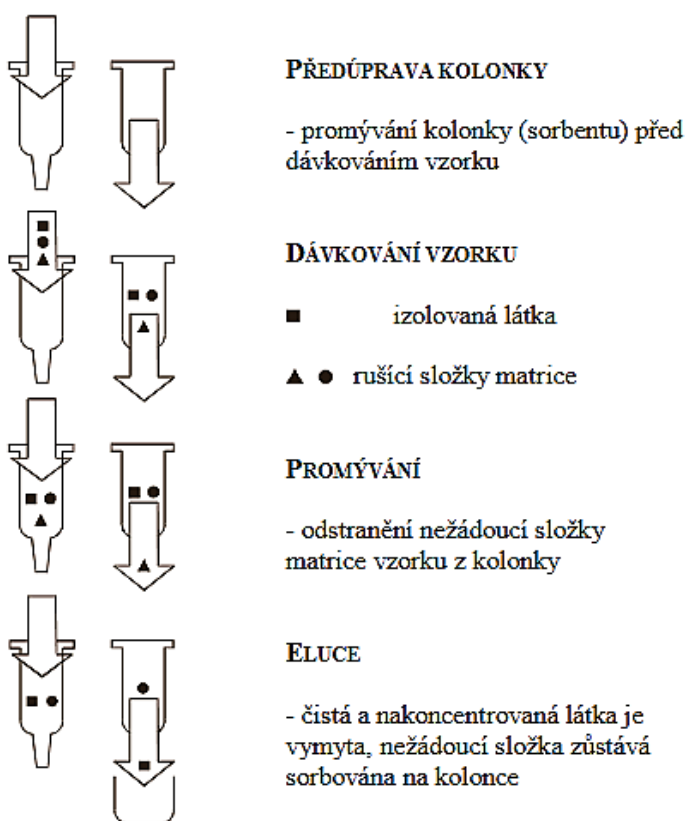 PŘEDÚPRAVA KOLONKY
- promývání kolonky (sorbentu) před
dávkováním vzorku
DÁVKOVÁNÍ VZORKU
izolovaná látka
rušící složky matrice
PROMÝVÁNÍ
- odstranění nežádoucí složky
matrice vzorku z kolonky
ELUCE
- čistá a nakoncentrovaná látka je
vymyta, nežádoucí složka zůstává
sorbována na kolonce